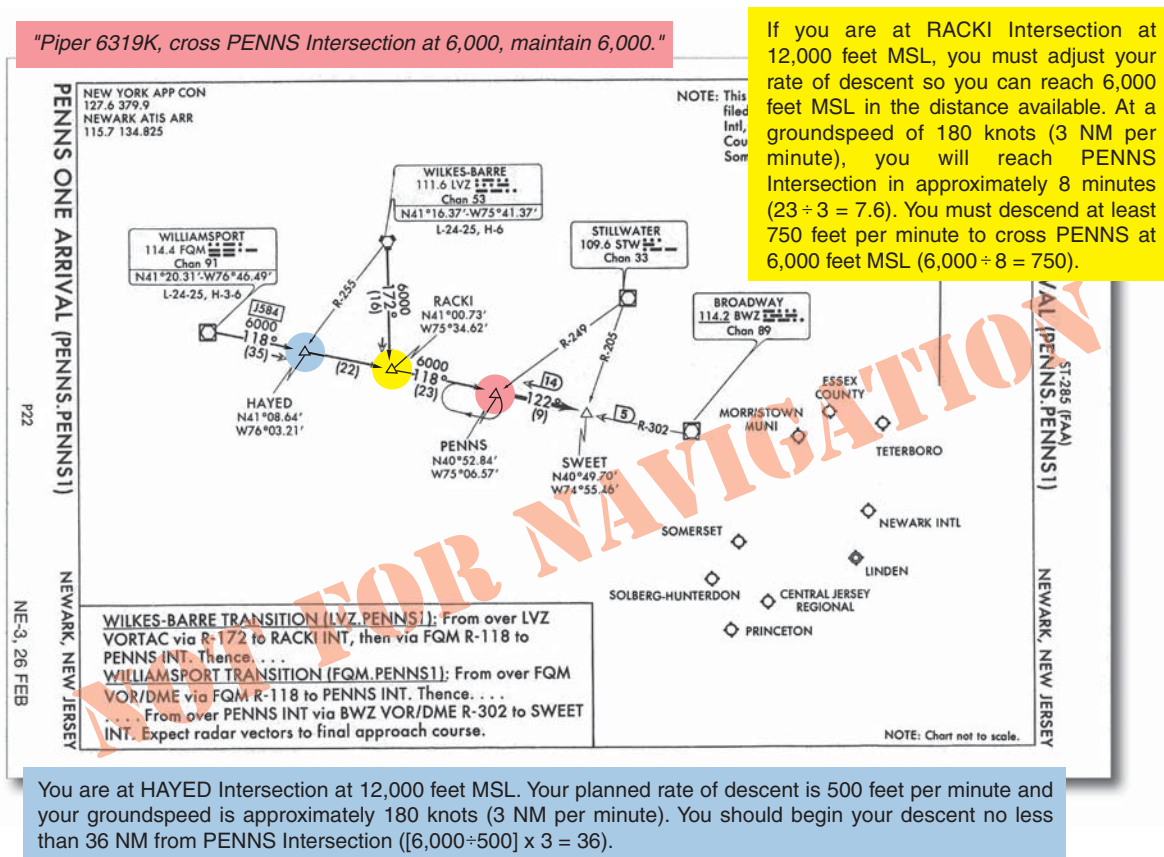 "Piper 6319K, cross PENNS Intersection at 6,000, maintain 6,000."
If you are at RACKI Intersection at
12,000 feet MSL, you must adjust your
rate of descent so you can reach 6,000
feet MSL in the distance available. At a
groundspeed of 180 knots (3 NM per
minute), you will reach PENNS
Intersection in approximately 8 minutes
(23÷3 = 7.6). You must descend at least
750 feet per minute to cross PENNS at
6,000 feet MSL (6,000÷8 = 750).
PENNS ONE ARRIVAL (PENNS.PENNS1)
P22
NEWARK, NEW JERSEY
NE-3, 26 FEB
NEW YORK APP CON
127.6 379.9
NEWARK ATIS ARR
115.7 134.825
NOTE: This
filed
Intl,
Cou
Som
WILKES-BARRE
111.6 LVZ
Chan 53
N41°16.37'-W75°41.37'
L-24-25, H-6
WILLIAMSPORT
114.4 FQM
Chan 91
N41°20.31'-W76°46.49'
L-24-25, H-3-6
STILLWATER
109.6 STW
Chan 33
BROADWAY
114.2 BWZ
Chan 89
J584
6000
118°
(35)
R-255
6000
172°
(16)
RACKI
N41°00.73'
W75°34.62'
(22)
6000
118°
(23)
R-249
R-205
14
122°
(9)
5
R-302
HAYED
N41°08.64'
W76°03.21'
PENNS
N40°52.84'
W75°06.57'
SWEET
N40°49.70'
W74°55.46'
ESSEX
COUNTY
MORRISTOWN
MUNI
TETERBORO
NEWARK INTL
SOMERSET
LINDEN
SOLBERG-HUNTERDON
CENTRAL JERSEY
REGIONAL
PRINCETON
VAL (PENNS.PENNS1)
ST-285 (FAA)
NEWARK, NEW JERSEY
NOT FOR NAVIGATION
WILKES-BARRE TRANSITION (LVZ.PENNS1): From over LVZ
VORTAC via R-172 to RACKI INT, then via FQM R-118 to
PENNS INT. Thence. . . .
WILLIAMSPORT TRANSITION (FQM.PENNS1): From over FQM
VOR/DME via FQM R-118 to PENNS INT. Thence. . . .
. . . . From over PENNS INT via BWZ VOR/DME R-302 to SWEET
INT. Expect radar vectors to final approach course.
NOTE: Chart not to scale.
You are at HAYED Intersection at 12,000 feet MSL. Your planned rate of descent is 500 feet per minute and
your groundspeed is approximately 180 knots (3 NM per minute). You should begin your descent no less
than 36 NM from PENNS Intersection ([6,000÷500] x 3 = 36).